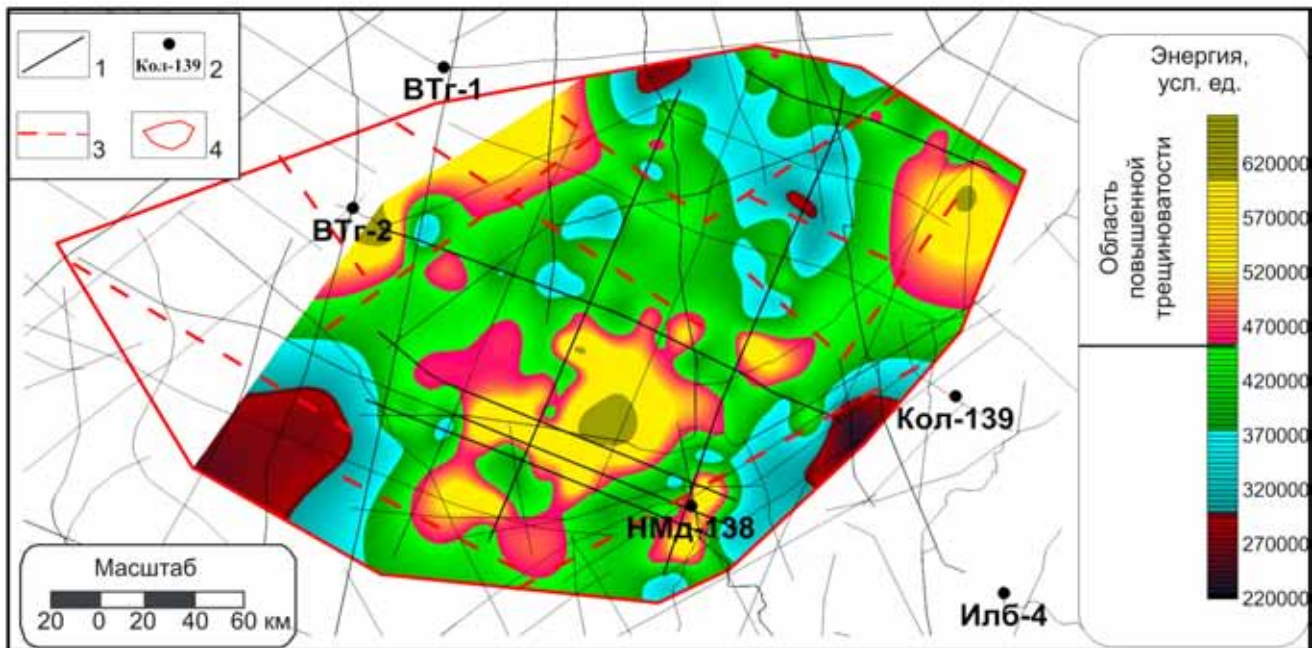 1
Кол-139 2
3
4
ВТг-1
ВТг-2
Кол-139
НМд-138
Илб-4
Масштаб
20 0 20 40 60 км
Энергия,
усл. ед.
Область
повышенной
трещиноватости
620000
570000
520000
470000
420000
370000
320000
270000
220000